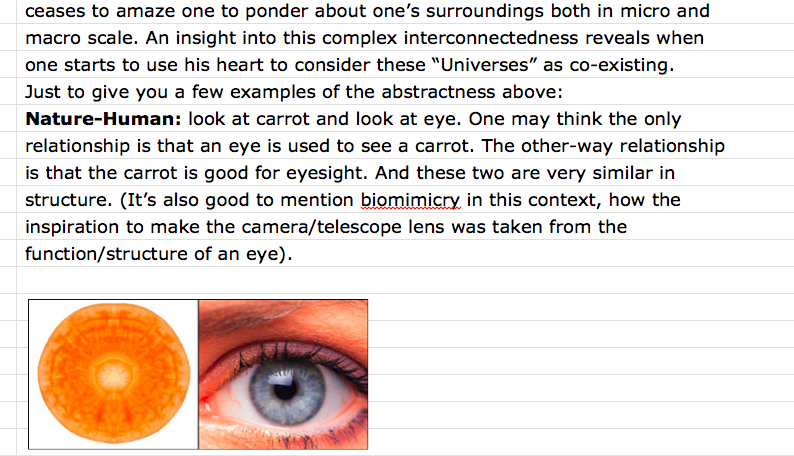 ceases to amaze one to ponder about one’s surroundings both in micro and
macro scale. An insight into this complex interconnectedness reveals when
one starts to use his heart to consider these “Universes” as co-existing.
Just to give you a few examples of the abstractness above:
Nature-Human: look at carrot and look at eye. One may think the only
relationship is that an eye is used to see a carrot. The other-way relationship
is that the carrot is good for eyesight. And these two are very similar in
structure. (It’s also good to mention biomimicry in this context, how the
inspiration to make the camera/telescope lens was taken from the
function/structure of an eye).